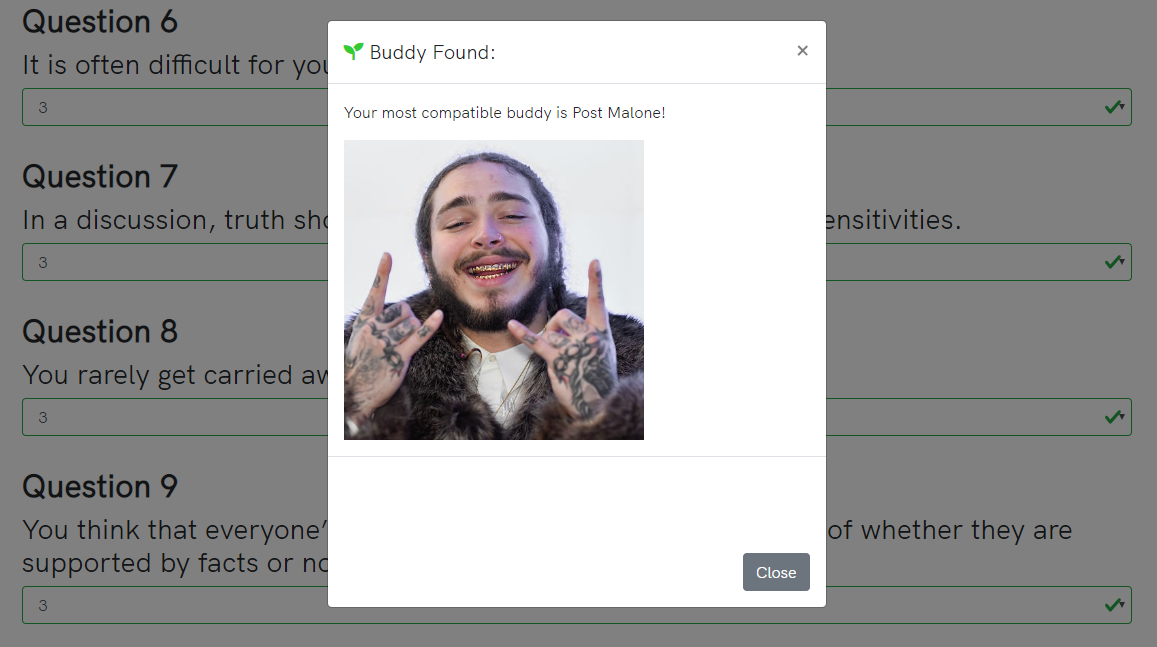 Question 6
It is often difficult for you
3
Question 7
In a discussion, truth sho
ensitivities.
3
Question 8
You rarely get carried aw
3
Question 9
You think that everyone’
of whether they are
supported by facts or no
3
Buddy Found:
×
Your most compatible buddy is Post Malone!
Close